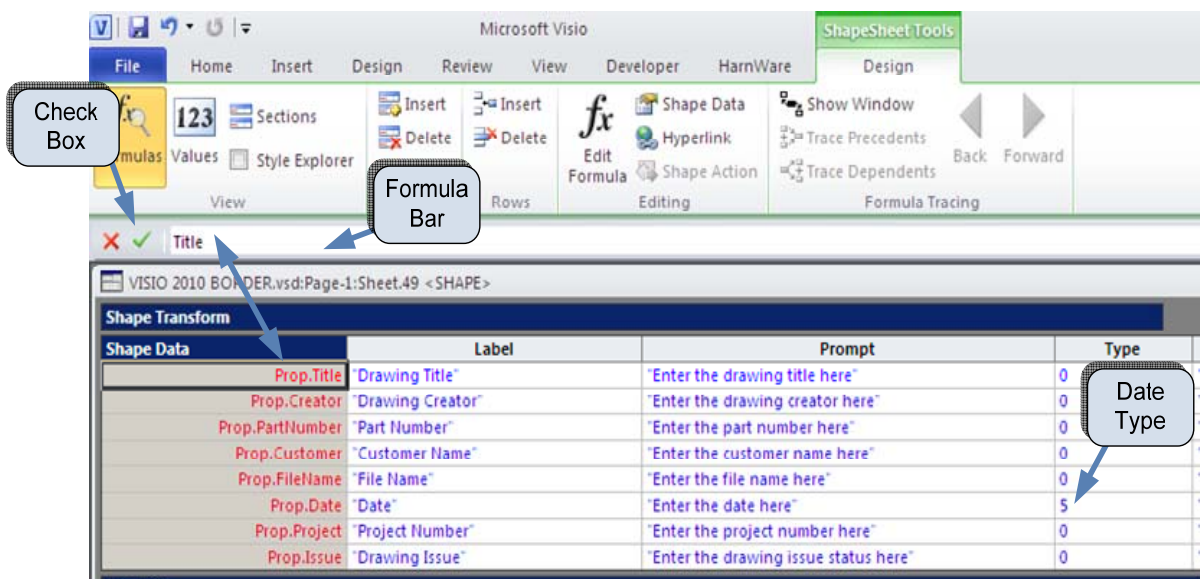 Microsoft Visio
ShapeSheet Tools
File Home Insert Design Review View Developer HarnWare Design
Check Box
Values
Sections
Style Explorer
View
Insert
Delete
Insert
Delete
Rows
Edit Formula
Shape Data
Hyperlink
Shape Action
Editing
Show Window
Trace Precedents
Trace Dependents
Formula Tracing
Back Forward
Formula Bar
Title
VISIO 2010 BORDER.vsd:Page-1:Sheet.49 <SHAPE>
Shape Transform
Shape Data Label Prompt Type
Prop.Title "Drawing Title" "Enter the drawing title here" 0
Prop.Creator "Drawing Creator" "Enter the drawing creator here" 0
Prop.PartNumber "Part Number" "Enter the part number here" 0
Prop.Customer "Customer Name" "Enter the customer name here" 0
Prop.FileName "File Name" "Enter the file name here" 0
Prop.Date "Date" "Enter the date here" 5
Prop.Project "Project Number" "Enter the project number here" 0
Prop.Issue "Drawing Issue" "Enter the drawing issue status here" 0
Date Type